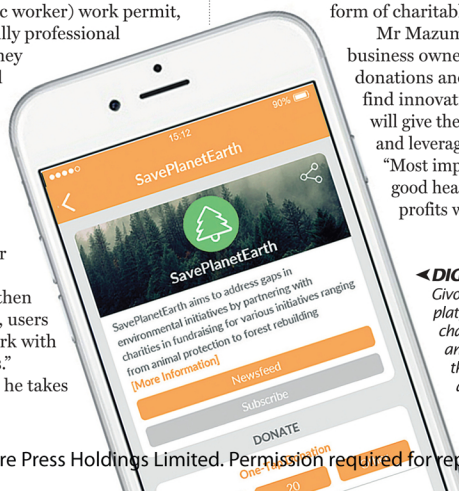 c worker) work permit,
lly professional
ney
r
then
, users
rk with
s."
he takes
15:12
90%
SavePlanetEarth
SavePlanetEarth
SavePlanetEarth aims to address gaps in
environmental initiatives by partnering with
charities in fundraising for various initiatives ranging
from animal protection to forest rebuilding
[More Information]
Newsfeed
Subscribe
DONATE
One-Time Donation
20
form of charitabl
Mr Mazum
business owne
donations and
find innovat
will give the
and leverag
"Most imp
good hea
profits w
DIG
Givo
platf
cha
an
th
re Press Holdings Limited. Permission required for rep